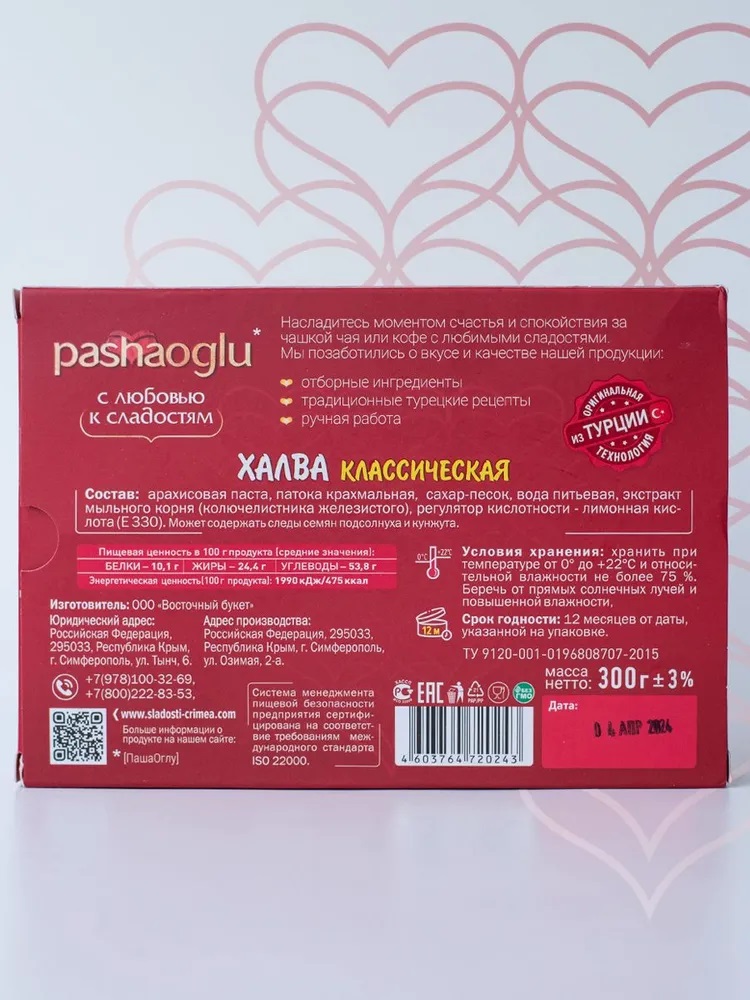 pashaoglu*
с любовью
к сладостям
Насладитесь моментом счастья и спокойствия за
чашкой чая или кофе с любимыми сладостями.
Мы позаботились о вкусе и качестве нашей продукции:
отборные ингредиенты
традиционные турецкие рецепты
ручная работа
ОРИГИНАЛЬНАЯ
ИЗ ТУРЦИИ
ТЕХНОЛОГИЯ
ХАЛВА КЛАССИЧЕСКАЯ
Состав: арахисовая паста, патока крахмальная, сахар-песок, вода питьевая, экстракт
мыльного корня (колючелистника железистого), регулятор кислотности - лимонная кис-
лота (Е 330). Может содержать следы семян подсолнуха и кунжута.
Пищевая ценность в 100 г продукта (средние значения):
БЕЛКИ – 10,1 г | ЖИРЫ – 24,4 г | УГЛЕВОДЫ – 53,8 г
Энергетическая ценность(100 г продукта): 1990 кДж/475 ккал
0°C +22°C
Условия хранения: хранить при
температуре от 0° до +22°С и относи-
тельной влажности не более 75 %.
Беречь от прямых солнечных лучей и
повышенной влажности,
12 м
Срок годности: 12 месяцев от даты,
указанной на упаковке.
ТУ 9120-001-0196808707-2015
Изготовитель: ООО «Восточный букет»
Юридический адрес:
Российская Федерация,
295033, Республика Крым,
г. Симферополь, ул. Тынч, 6.
Адрес производства:
Российская Федерация, 295033,
Республика Крым, г. Симферополь,
ул. Озимая, 2-а.
+7(978)100-32-69,
+7(800)222-83-53,
www.sladosti-crimea.com
Больше информации о
продукте на нашем сайте:
* [ПашаОглу]
Система менеджмента
пищевой безопасности
предприятия сертифи-
цирована на соответст-
вие требованиям меж-
дународного стандарта
ISO 22000.
EAC
БЕЗ ГМО
4 603764 720243
масса
нетто: 300 г ± 3%
Дата:
04 АПР 2024